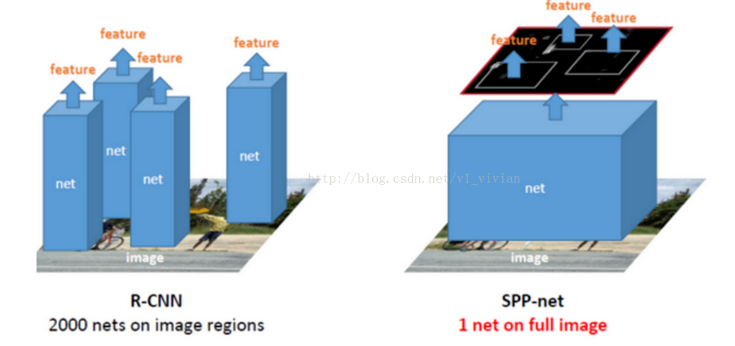 feature
feature
feature
feature
net
net
net
net
image
R-CNN
2000 nets on image regions
feature
feature
feature
net
image
SPP-net
1 net on full image
http://blog.csdn.net/v1_vivian